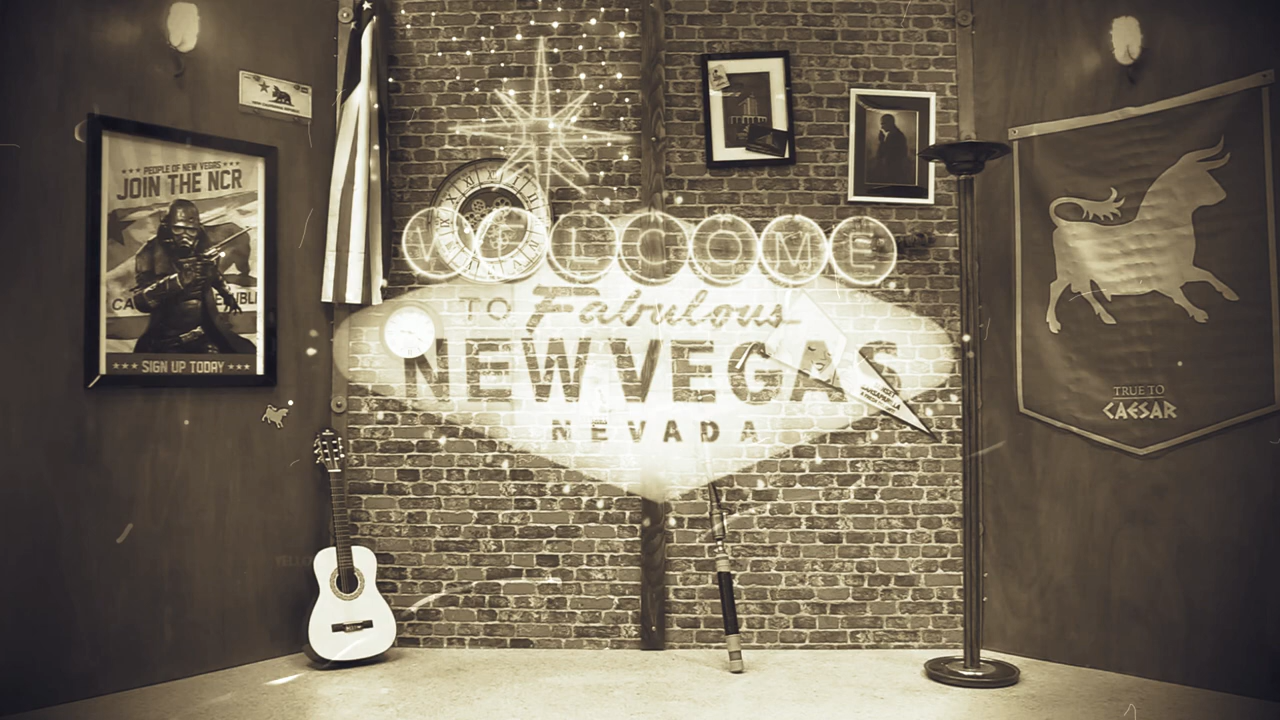 ★★★ PEOPLE OF NEW VEGAS ★★★
JOIN THE NCR
★★★ SIGN UP TODAY ★★★
WELCOME
TO Fabulous
NEW VEGAS
NEVADA
TRUE TO
CAESAR